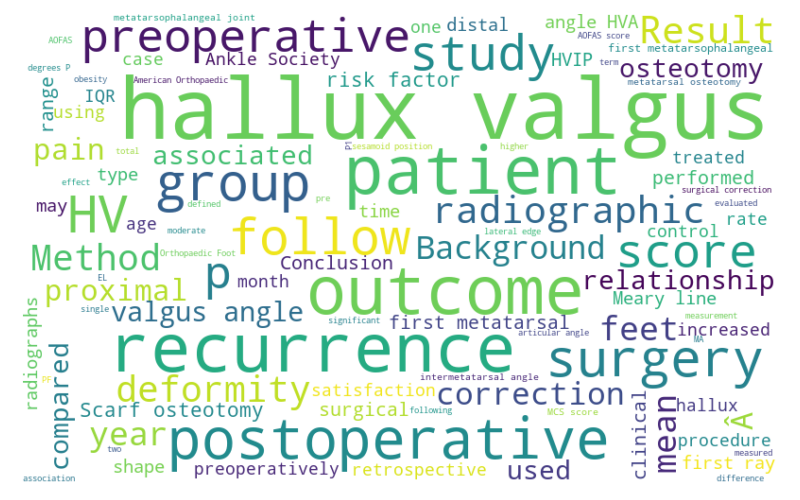 metatarsophalangeal joint
AOFAS
degrees P
obesity
case
preoperative
American Orthopaedic
Ankle Society
risk factor
one
distal
study
angle HVA
HVIP
AOFAS score
Result
first metatarsophalangeal
term
osteotomy
metatarsal osteotomy
range
IQR
using
hallux valgus
pain
associated
total
type
effect
group
P1
sesamoid position
higher
patient
treated
performed
surgical correction
may
HV
age
defined
pre
evaluated
moderate
time
follow
radiographic
lateral edge
rate
control
Method
Orthopaedic Foot
Background
score
EL
p
Conclusion
month
outcome
relationship
proximal
single
valgus angle
significant
first metatarsal
articular angle
Meary line
feet
measurement
increased
MA
radiographs
recurrence
surgery
PF
deformity
satisfaction
intermetatarsal angle
correction
compared
Scarf osteotomy
surgical
following
MCS score
clinical
mean
hallux
Â
year
two
postoperative
procedure
measured
association
shape
preoperatively
retrospective
used
first ray
difference